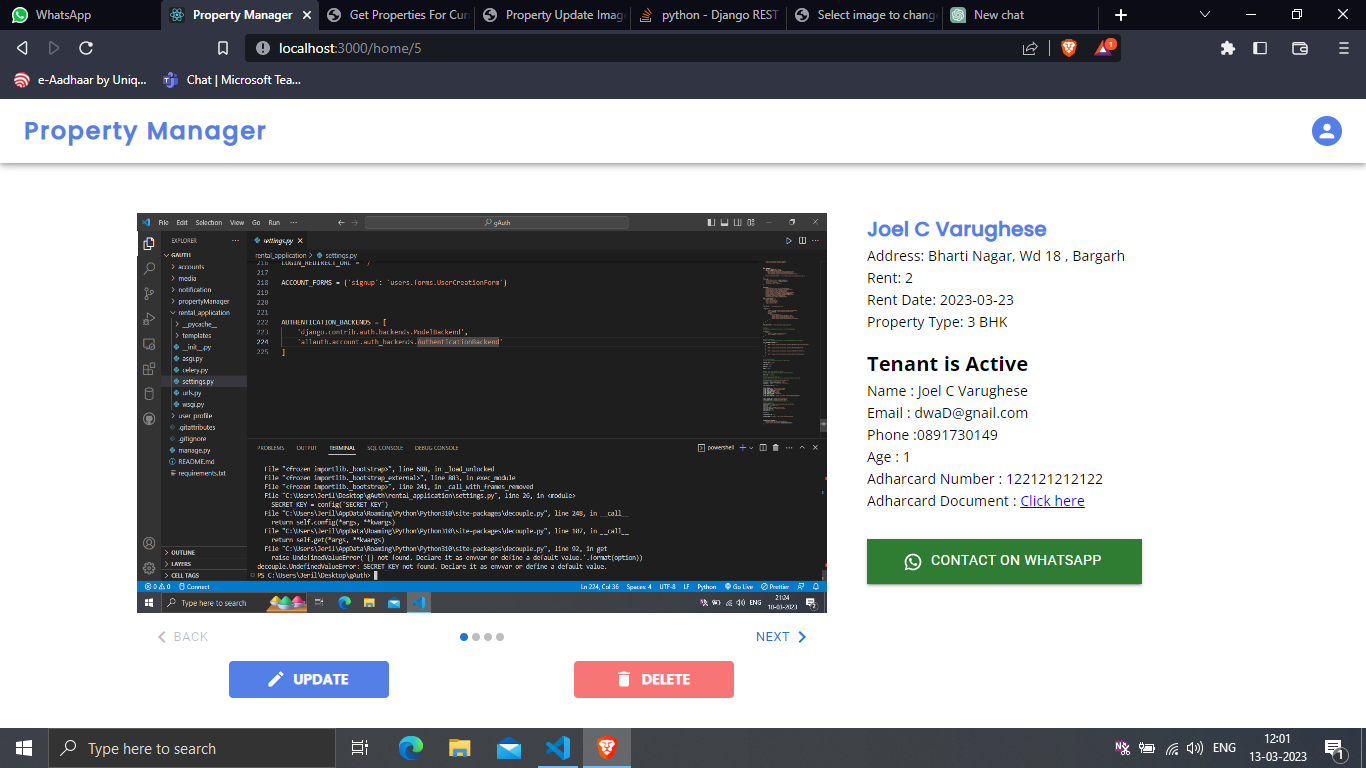 WhatsApp
Property Manager
Get Properties For Cur
Property Update Imag
python - Django REST
Select image to change
New chat
localhost:3000/home/5
1
e-Aadhaar by Uniq...
Chat | Microsoft Tea...
Property Manager
File Edit Selection View Go Run ...
gAuth
EXPLORER
settings.py
GAUTH
rental_application > settings.py
accounts
media
notification
propertyManager
rental_application
__pycache__
templates
__init__.py
asgi.py
celery.py
settings.py
urls.py
wsgi.py
user_profile
.gitattributes
.gitignore
manage.py
README.md
requirements.txt
OUTLINE
LAYERS
CELL TAGS
216 LOGIN_REDIRECT_URL = '/'
217
218 ACCOUNT_FORMS = {'signup': 'users.forms.UserCreationForm'}
219
220
221
222 AUTHENTICATION_BACKENDS = [
223 'django.contrib.auth.backends.ModelBackend',
224 'allauth.account.auth_backends.AuthenticationBackend'
225 ]
PROBLEMS OUTPUT TERMINAL SQL CONSOLE DEBUG CONSOLE
powershell
File "<frozen importlib._bootstrap>", line 688, in _load_unlocked
File "<frozen importlib._bootstrap_external>", line 883, in exec_module
File "<frozen importlib._bootstrap>", line 241, in _call_with_frames_removed
File "C:\Users\Jeril\Desktop\gAuth\rental_application\settings.py", line 26, in <module>
SECRET_KEY = config('SECRET_KEY')
File "C:\Users\Jeril\AppData\Roaming\Python\Python310\site-packages\decouple.py", line 248, in __call__
return self.config(*args, **kwargs)
File "C:\Users\Jeril\AppData\Roaming\Python\Python310\site-packages\decouple.py", line 107, in __call__
return self.get(*args, **kwargs)
File "C:\Users\Jeril\AppData\Roaming\Python\Python310\site-packages\decouple.py", line 92, in get
raise UndefinedValueError('{} not found. Declare it as envvar or define a default value.'.format(option))
decouple.UndefinedValueError: SECRET_KEY not found. Declare it as envvar or define a default value.
PS C:\Users\Jeril\Desktop\gAuth>
0 0 Connect
Ln 224, Col 36 Spaces: 4 UTF-8 LF Python Go Live Prettier
Type here to search
ENG
21:24
10-03-2023
BACK
NEXT
UPDATE
DELETE
Joel C Varughese
Address: Bharti Nagar, Wd 18 , Bargarh
Rent: 2
Rent Date: 2023-03-23
Property Type: 3 BHK
Tenant is Active
Name : Joel C Varughese
Email : dwaD@gnail.com
Phone :0891730149
Age : 1
Adharcard Number : 122121212122
Adharcard Document : Click here
CONTACT ON WHATSAPP
Type here to search
ENG
12:01
13-03-2023
1